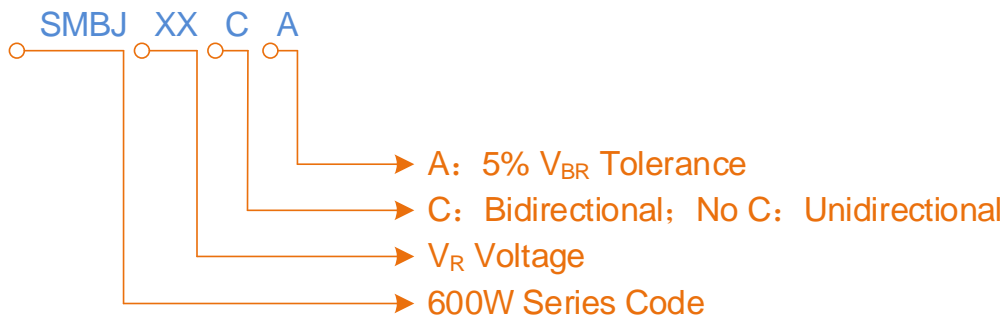 SMBJ XX C A
A：5% VBR Tolerance
C：Bidirectional；No C：Unidirectional
VR Voltage
600W Series Code